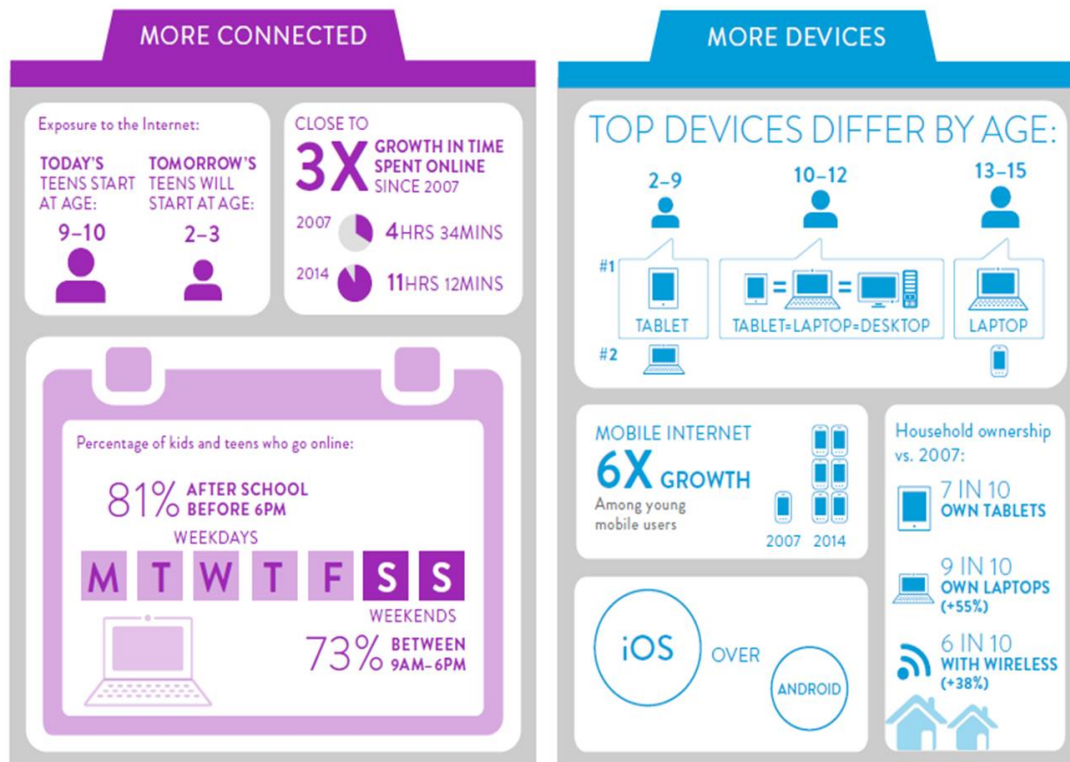 MORE CONNECTED
Exposure to the Internet:
TODAY'S
TEENS START
AT AGE:
9–10
TOMORROW'S
TEENS WILL
START AT AGE:
2–3
CLOSE TO
3X
GROWTH IN TIME
SPENT ONLINE
SINCE 2007
2007
4HRS 34MINS
2014
11HRS 12MINS
Percentage of kids and teens who go online:
81% AFTER SCHOOL
BEFORE 6PM
WEEKDAYS
M T W T F S S
WEEKENDS
73% BETWEEN
9AM–6PM
MORE DEVICES
TOP DEVICES DIFFER BY AGE:
2–9 10–12 13–15
#1
TABLET TABLET=LAPTOP=DESKTOP LAPTOP
#2
MOBILE INTERNET
6X GROWTH
Among young
mobile users
2007 2014
iOS OVER ANDROID
Household ownership
vs. 2007:
7 IN 10
OWN TABLETS
9 IN 10
OWN LAPTOPS
(+55%)
6 IN 10
WITH WIRELESS
(+38%)